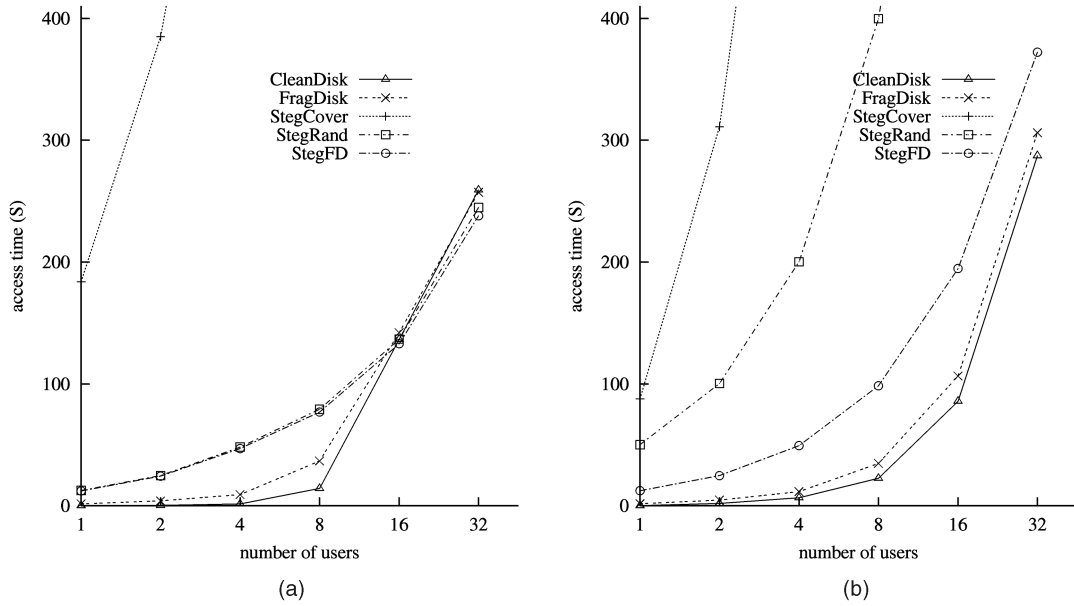 400
300
200
100
0
access time (S)
CleanDisk
FragDisk
StegCover
StegRand
StegFD
1 2 4 8 16 32
number of users
(a)
400
300
200
100
0
access time (S)
CleanDisk
FragDisk
StegCover
StegRand
StegFD
1 2 4 8 16 32
number of users
(b)